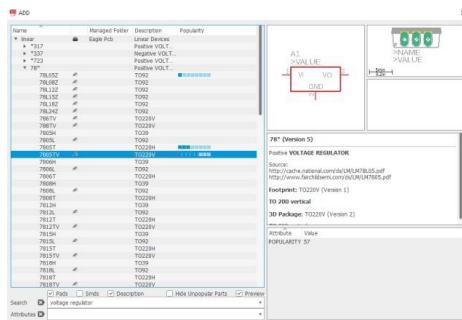 ADD
Name Managed Folder Description Popularity
linear Eagle Pcb Linear Devices
*317 Positive VOLT...
*337 Negative VOLT...
*723 Positive VOLT...
78* Positive VOLT...
78L05Z TO92
78L08Z TO92
78L12Z TO92
78L15Z TO92
78L18Z TO92
78L24Z TO92
TO220V
TO220V
7805H TO39
7805L TO92
7805T TO220H
7805TV TO220V
7806H TO39
7806L TO92
7806T TO220H
7806TV TO220V
7808H TO39
7808L TO92
7808T TO220H
7808TV TO220V
7812H TO39
7812L TO92
7812T TO220H
7812TV TO220V
7815H TO39
7815L TO92
7815T TO220H
7815TV TO220V
7818H TO39
7818L TO92
7818T TO220H
7818TV TO220V
Pads Smds Description Hide Unpopular Parts Preview
Search voltage regulator
Attributes
A1
>VALUE
VI VO
GND
>NAME
>VALUE
78* (Version 5)
Positive VOLTAGE REGULATOR
Source:
http://cache.national.com/ds/LM/LM78L05.pdf
http://www.fairchildsemi.com/ds/LM/LM7805.pdf
Footprint: TO220V (Version 1)
TO 200 vertical
3D Package: TO220V (Version 2)
Attribute Value
POPULARITY 57